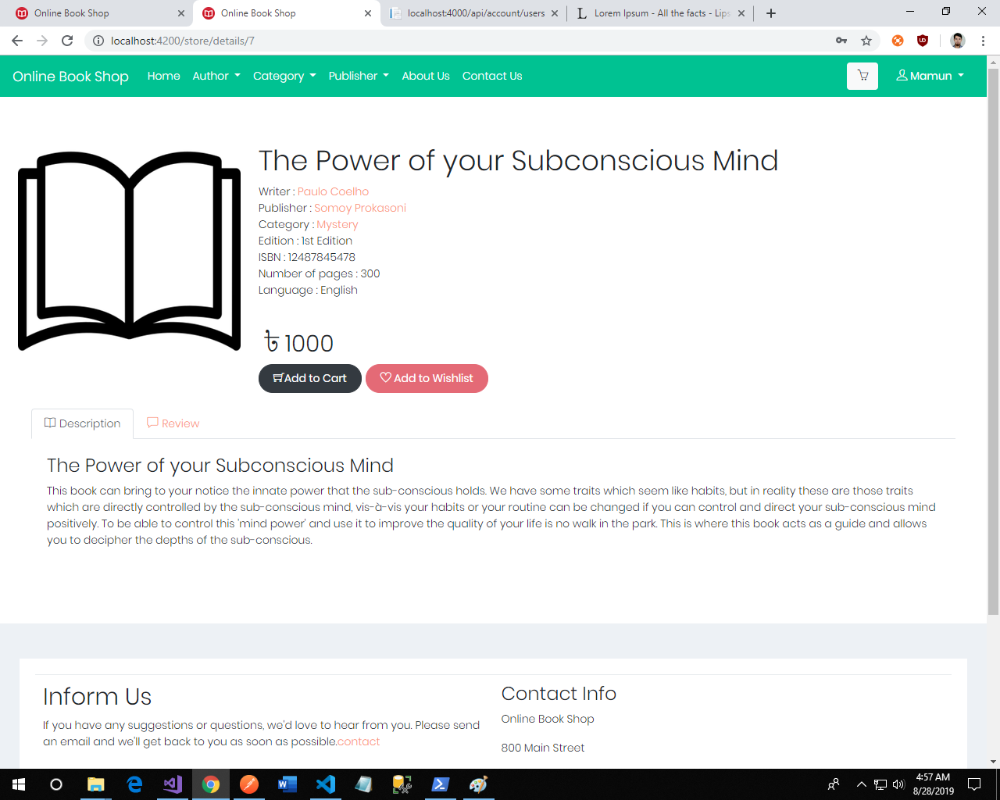 Online Book Shop
Online Book Shop
localhost:4000/api/account/users
L Lorem Ipsum - All the facts - Lips
localhost:4200/store/details/7
Online Book Shop Home Author Category Publisher About Us Contact Us Mamun
The Power of your Subconscious Mind
Writer : Paulo Coelho
Publisher : Somoy Prokasoni
Category : Mystery
Edition : 1st Edition
ISBN : 12487845478
Number of pages : 300
Language : English
৳ 1000
Add to Cart Add to Wishlist
Description Review
The Power of your Subconscious Mind
This book can bring to your notice the innate power that the sub-conscious holds. We have some traits which seem like habits, but in reality these are those traits
which are directly controlled by the sub-conscious mind, vis-à-vis your habits or your routine can be changed if you can control and direct your sub-conscious mind
positively. To be able to control this 'mind power' and use it to improve the quality of your life is no walk in the park. This is where this book acts as a guide and allows
you to decipher the depths of the sub-conscious.
Inform Us
If you have any suggestions or questions, we'd love to hear from you. Please send
an email and we'll get back to you as soon as possible.contact
Contact Info
Online Book Shop
800 Main Street
4:57 AM
8/28/2019